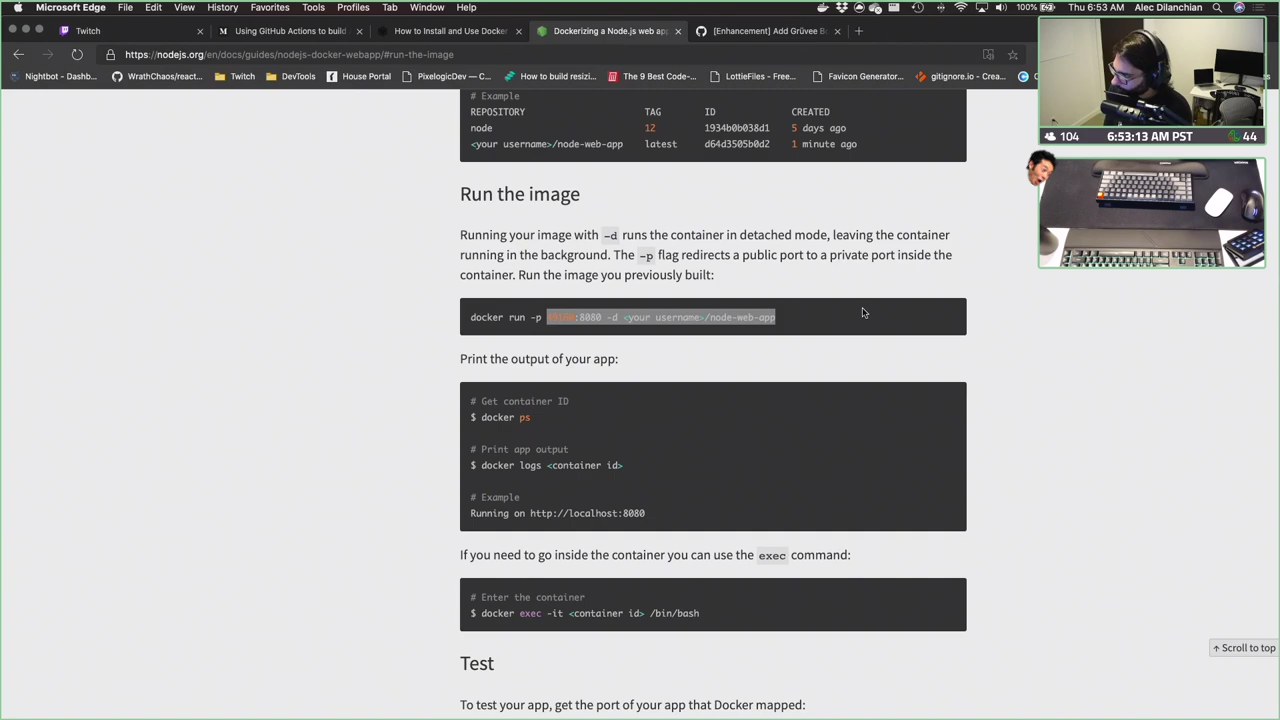 Microsoft Edge File Edit View History Favorites Tools Profiles Tab Window Help 100% Thu 6:53 AM Alec Dilanchian
Twitch
Using GitHub Actions to build
How to Install and Use Docker
Dockerizing a Node.js web ap
[Enhancement] Add Grüvee Ba
https://nodejs.org/en/docs/guides/nodejs-docker-webapp/#run-the-image
Nightbot - Dashbo... WrathChaos/react... Twitch DevTools House Portal PixelogicDev — C... How to build resizi... The 9 Best Code-... LottieFiles - Free... Favicon Generator... gitignore.io - Crea...
104 6:53:13 AM PST 44
# Example
REPOSITORY TAG ID CREATED
node 12 1934b0b038d1 5 days ago
<your username>/node-web-app latest d64d3505b0d2 1 minute ago
Run the image
Running your image with -d runs the container in detached mode, leaving the container
running in the background. The -p flag redirects a public port to a private port inside the
container. Run the image you previously built:
docker run -p 49160:8080 -d <your username>/node-web-app
Print the output of your app:
# Get container ID
$ docker ps
# Print app output
$ docker logs <container id>
# Example
Running on http://localhost:8080
If you need to go inside the container you can use the exec command:
# Enter the container
$ docker exec -it <container id> /bin/bash
↑ Scroll to top
Test
To test your app, get the port of your app that Docker mapped: